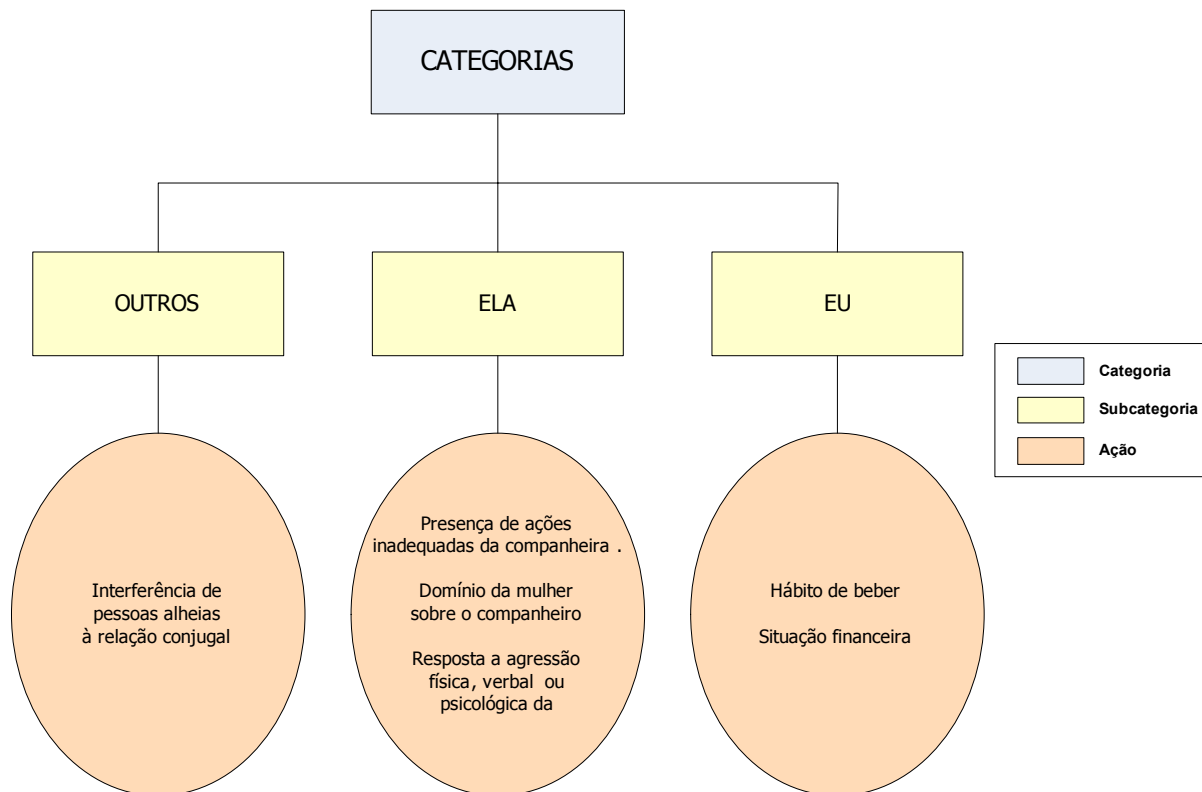 CATEGORIAS
OUTROS
ELA
EU
Categoria
Subcategoria
Ação
Interferência de
pessoas alheias
à relação conjugal
Presença de ações
inadequadas da companheira .
Domínio da mulher
sobre o companheiro
Resposta a agressão
física, verbal ou
psicológica da
Hábito de beber
Situação financeira